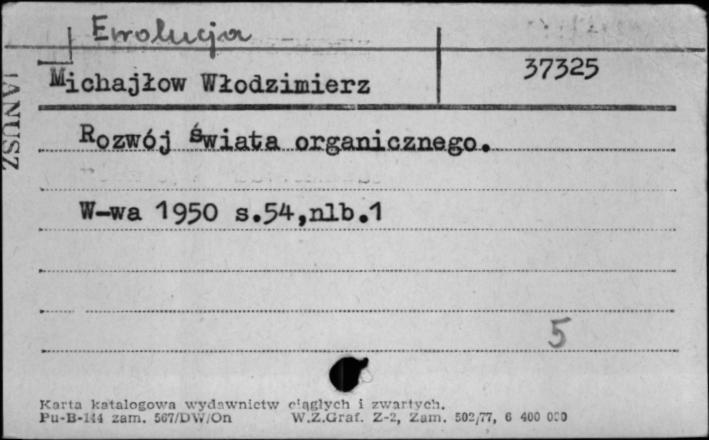 Ewolucja
Michajłow Włodzimierz
37325
JANUSZ
Rozwój świata organicznego.
W-wa 1950 s.54,nlb.1
5
Karta katalogowa wydawnictw ciągłych i zwartych.
Pu-B-144 zam. 567/DW/On W.Z.Graf. Z-2, Zam. 502/77, 6 400 000